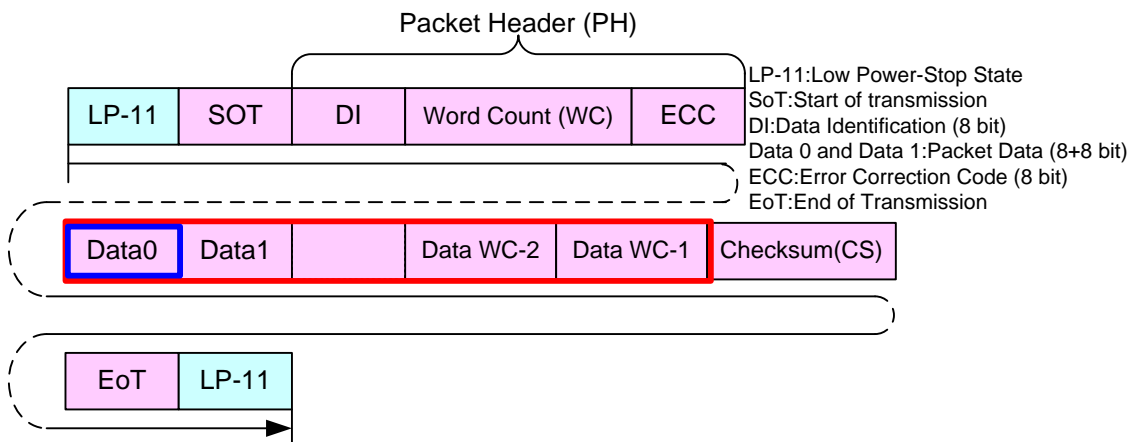 Packet Header (PH)
LP-11 SOT DI Word Count (WC) ECC
LP-11:Low Power-Stop State
SoT:Start of transmission
DI:Data Identification (8 bit)
Data 0 and Data 1:Packet Data (8+8 bit)
ECC:Error Correction Code (8 bit)
EoT:End of Transmission
Data0 Data1 Data WC-2 Data WC-1 Checksum(CS)
EoT LP-11